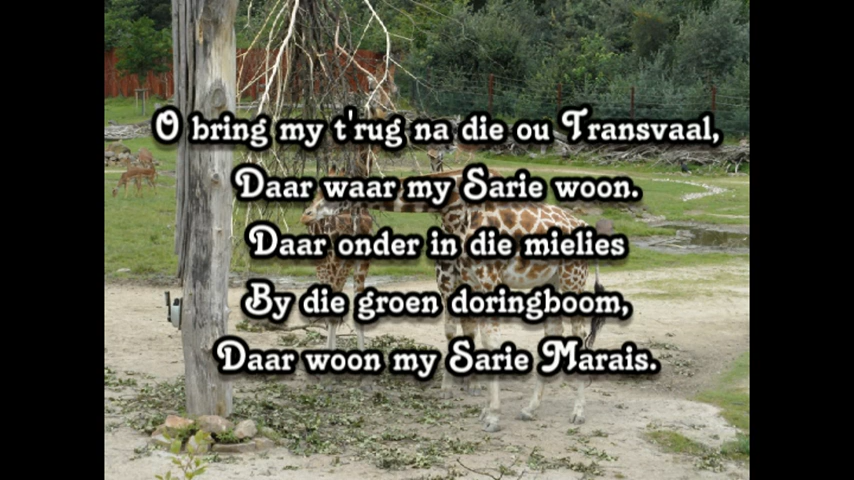 O bring my t'rug na die ou Transvaal,
Daar waar my Sarie woon.
Daar onder in die mielies
By die groen doringboom,
Daar woon my Sarie Marais.